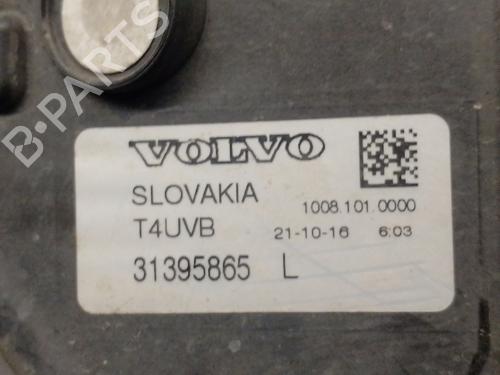 B-PARTS
VOLVO
SLOVAKIA 1008.101.0000
T4UVB 21-10-16 6:03
31395865 L